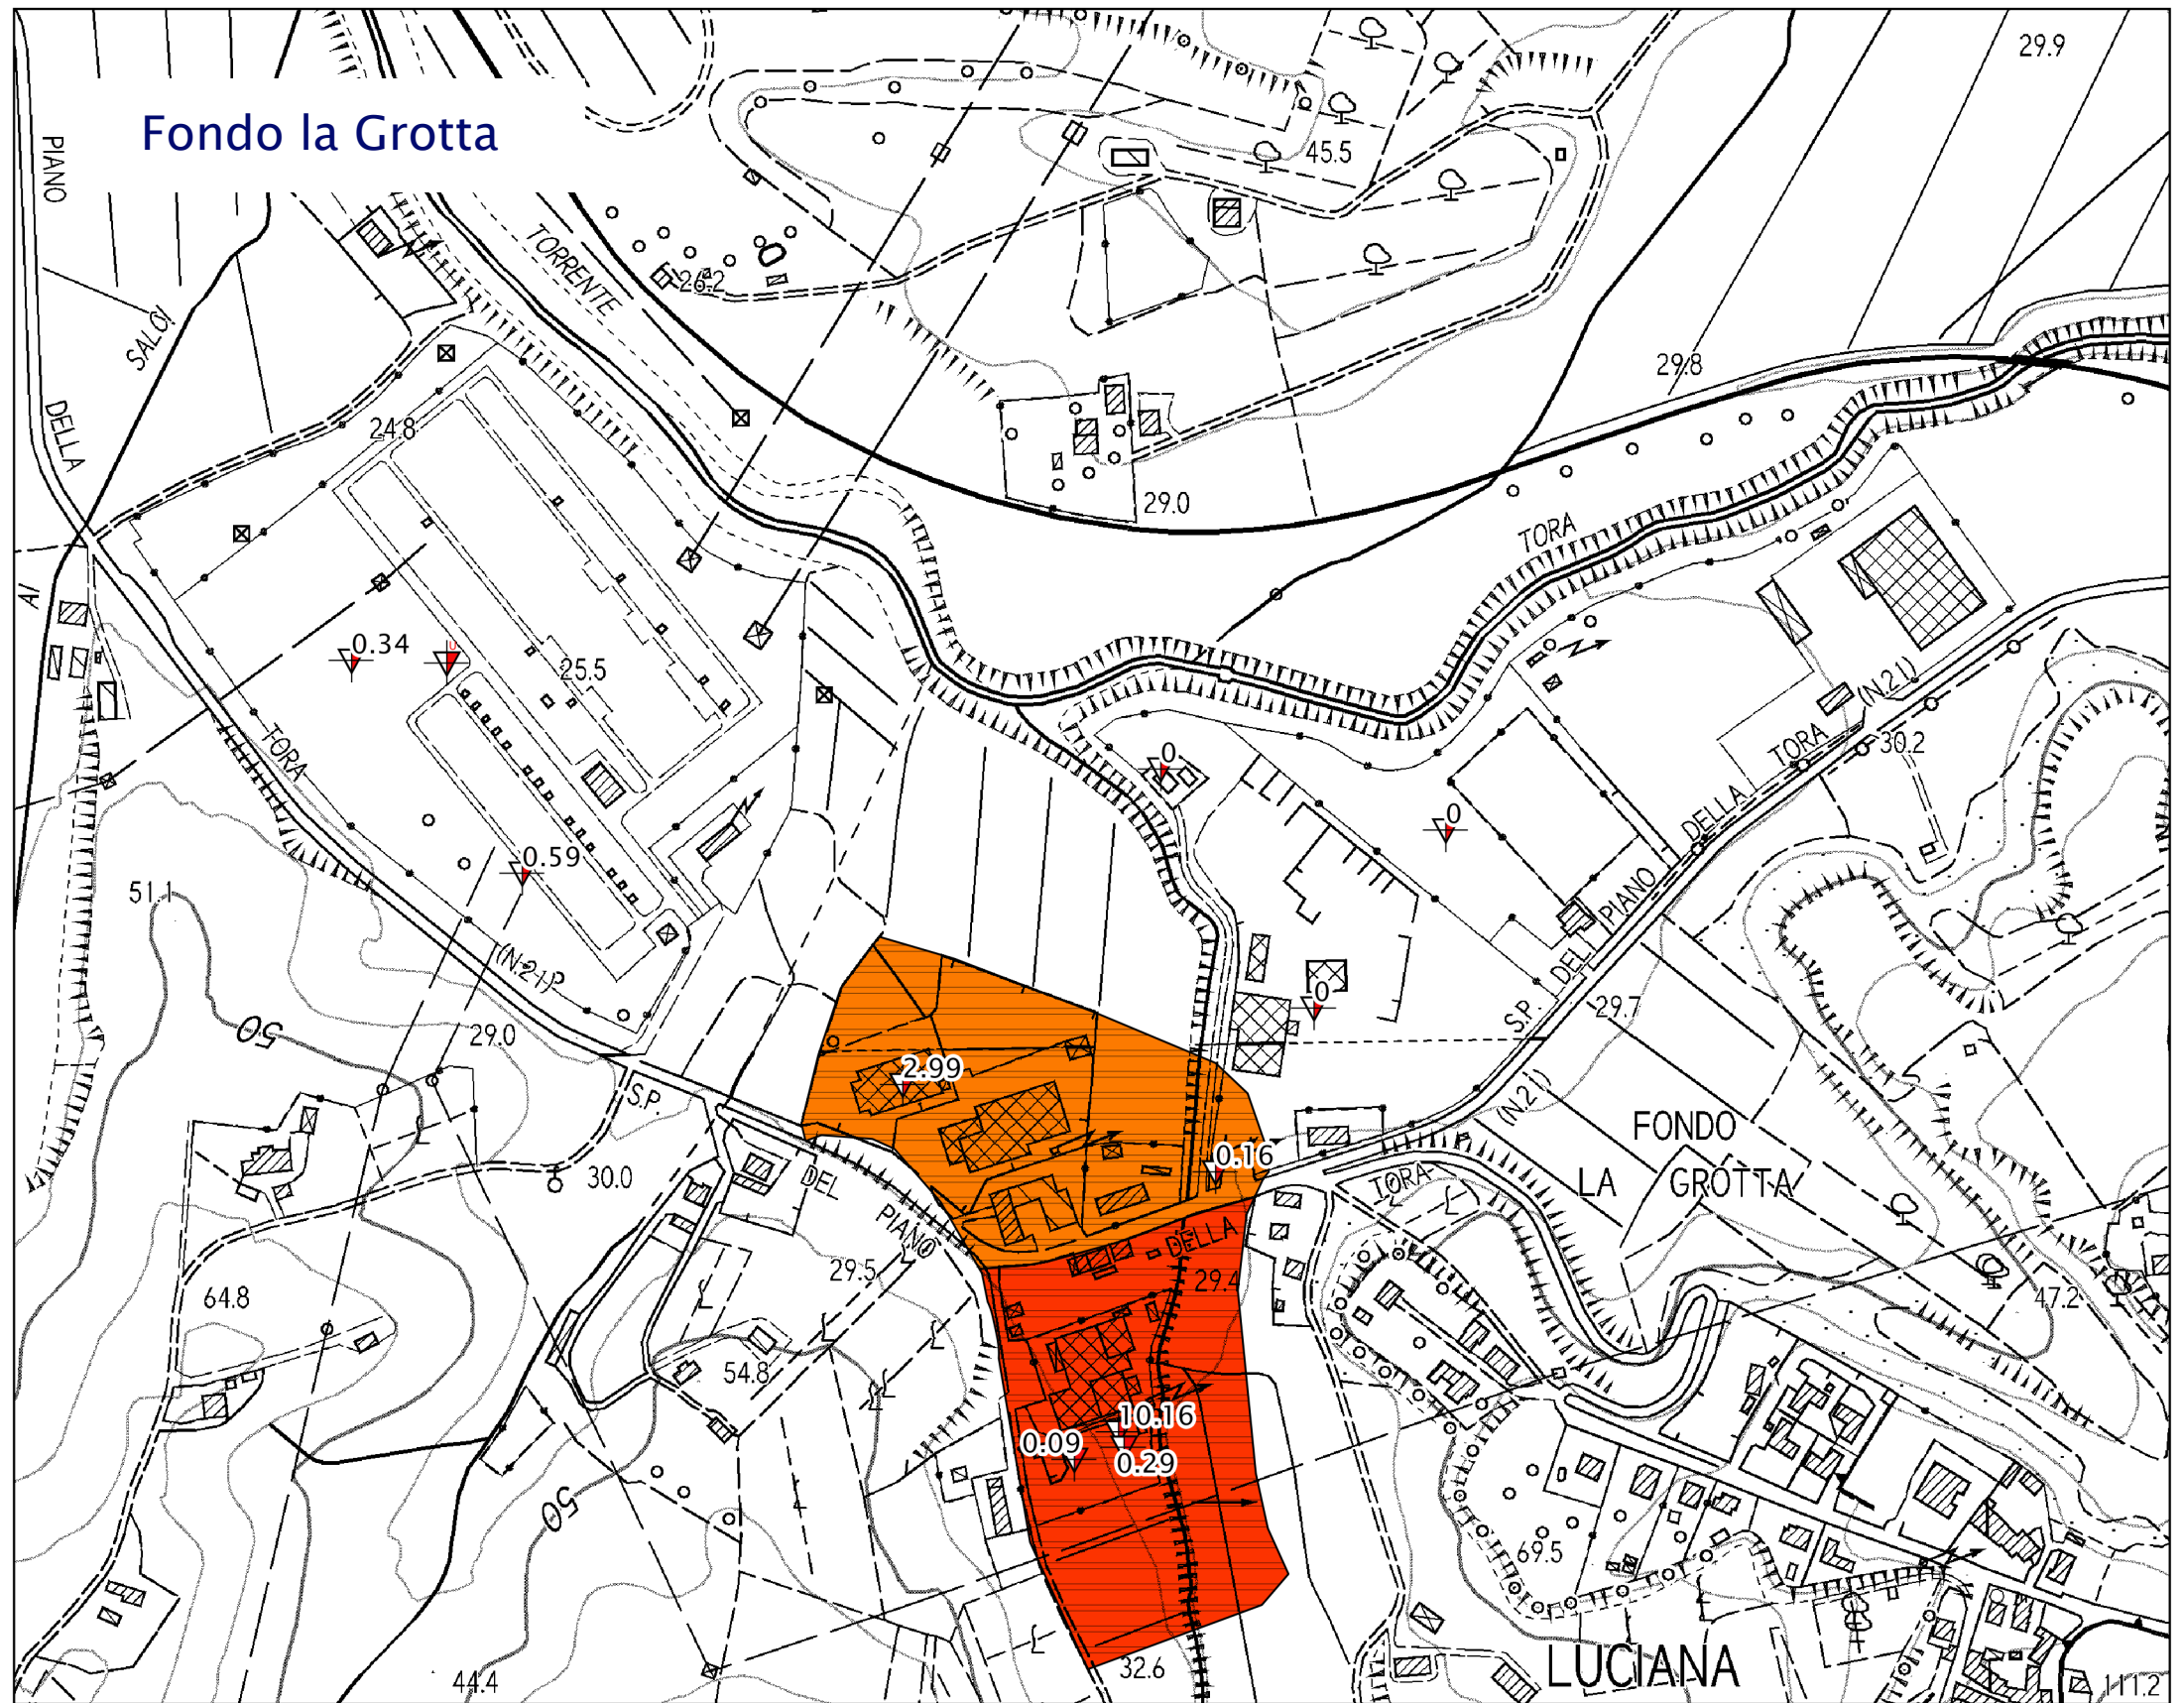 29.9
Fondo la Grotta
PIANO
45.5
TORRENTE
26.2
SALCI
29.8
DELLA
24.8
29.0
TORA
AI
0.34
U
25.5
(N.21)
TORA
30.2
TORA
0
DELLA
0
0.59
PIANO
51.1
DEL
(N.21)
0
S.P.
29.7
50
29.0
2.99
S.P.
(N.21)
FONDO
0.16
30.0
DEL
TORA
LA GROTTA
PIANO
DELLA
29.5
29.4
64.8
47.2
54.8
10.16
0.09
0.29
50
69.5
32.6
LUCIANA
44.4
111.2